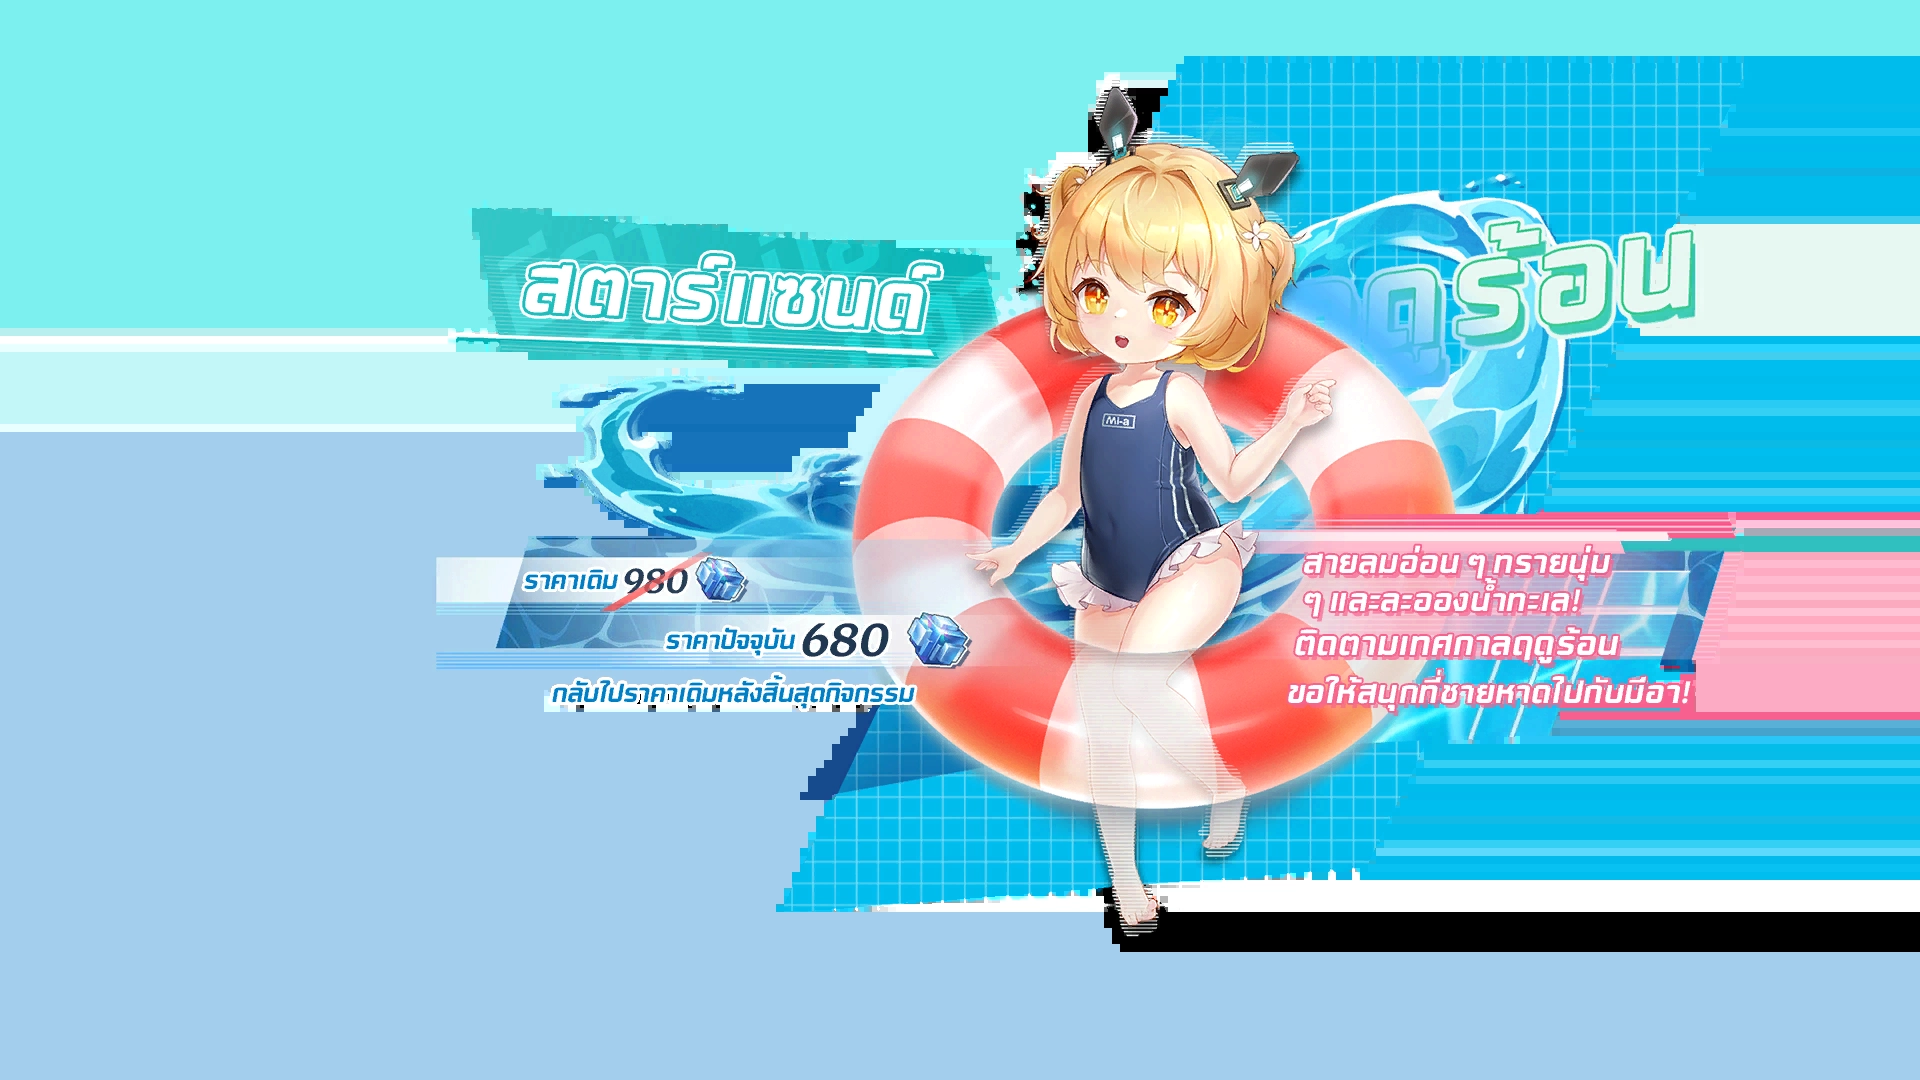 สตาร์แซนด์
ฤดูร้อน
Mi-a
ราคาเดิม 980
ราคาปัจจุบัน 680
กลับไปราคาเดิมหลังสิ้นสุดกิจกรรม
สายลมอ่อน ๆ ทรายนุ่ม
ๆ และละอองน้ำทะเล!
ติดตามเทศกาลฤดูร้อน
ขอให้สนุกที่ชายหาดไปกับมีอา!